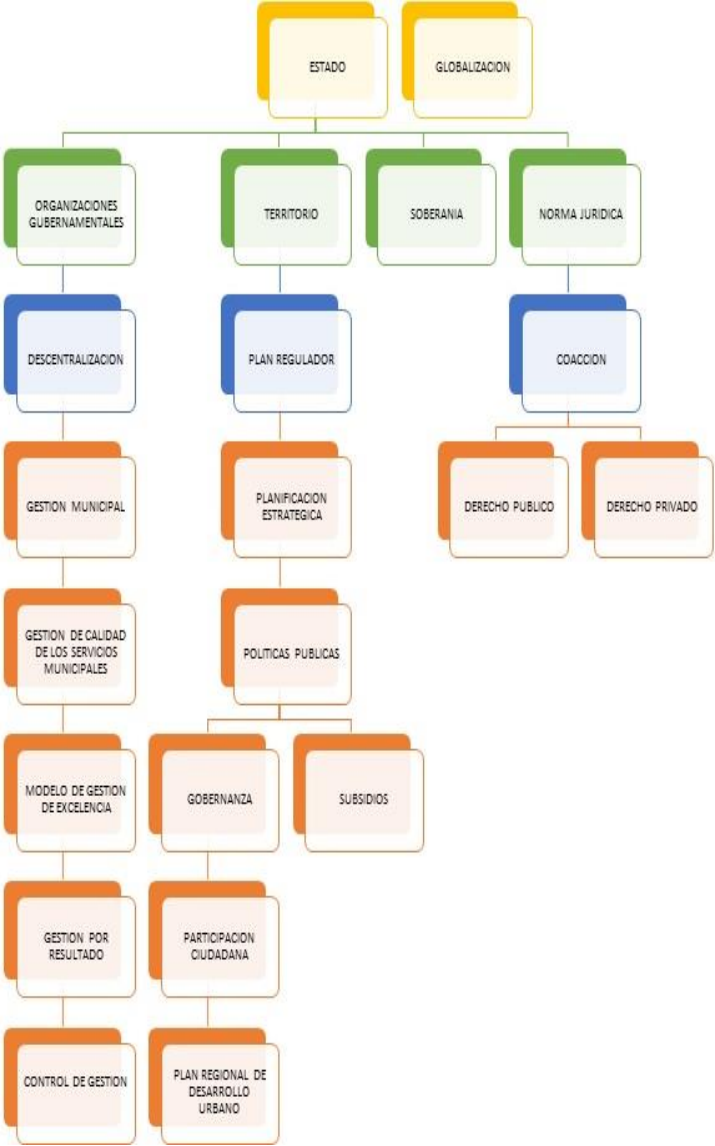 ESTADO
GLOBALIZACION
ORGANIZACIONES
GUBERNAMENTALES
TERRITORIO
SOBERANIA
NORMA JURIDICA
DESCENTRALIZACION
PLAN REGULADOR
COACCION
GESTION MUNICIPAL
PLANIFICACION
ESTRATEGICA
DERECHO PUBLICO
DERECHO PRIVADO
GESTION DE CALIDAD
DE LOS SERVICIOS
MUNICIPALES
POLITICAS PUBLICAS
MODELO DE GESTION
DE EXCELENCIA
GOBERNANZA
SUBSIDIOS
GESTION POR
RESULTADO
PARTICIPACION
CIUDADANA
CONTROL DE GESTION
PLAN REGIONAL DE
DESARROLLO
URBANO